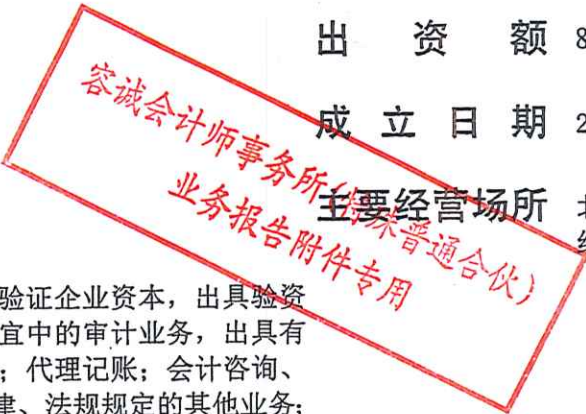 出资额 8
成立日期 2
主要经营场所
容诚会计师事务所(特殊普通合伙)
业务报告附件专用
验证企业资本,出具验资
宜中的审计业务,出具有
；代理记账；会计咨询、
律、法规规定的其他业务；